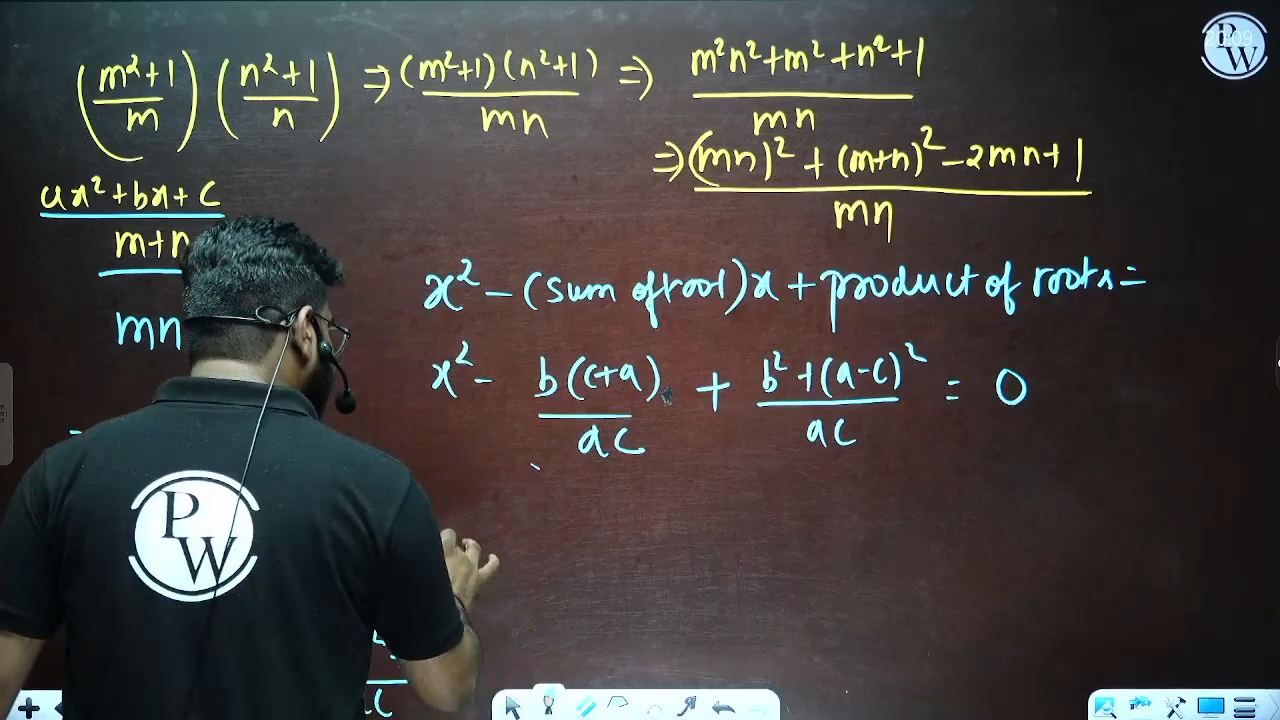 (m²+1/m) (n²+1/n) ⇒ (m²+1)(n²+1)/mn ⇒ m²n²+m²+n²+1/mn
⇒ (mn)²+(m+n)²-2mn+1/mn
ax²+bx+c
m+n
mn
x² - (sum of root)x + product of roots =
x² - b(c+a)/ac + b²+(a-c)²/ac = 0
PW
PW